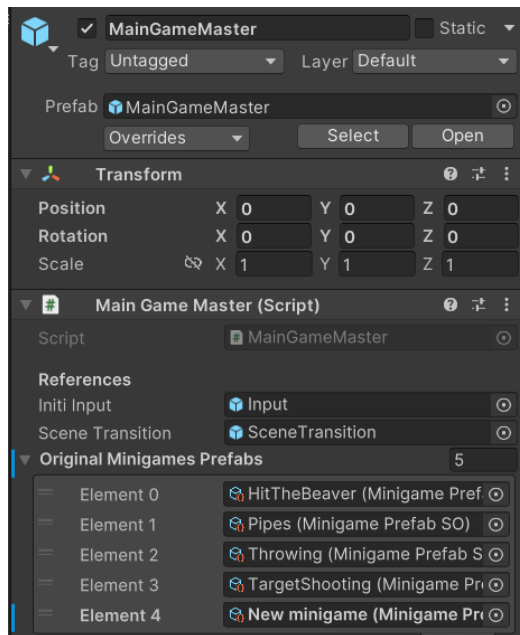 MainGameMaster Static
Tag Untagged Layer Default
Prefab MainGameMaster
Overrides Select Open
Transform
Position X 0 Y 0 Z 0
Rotation X 0 Y 0 Z 0
Scale X 1 Y 1 Z 1
# Main Game Master (Script)
Script # MainGameMaster
References
Initi Input Input
Scene Transition SceneTransition
Original Minigames Prefabs 5
Element 0 HitTheBeaver (Minigame Pref
Element 1 Pipes (Minigame Prefab SO)
Element 2 Throwing (Minigame Prefab S
Element 3 TargetShooting (Minigame Pr
Element 4 New minigame (Minigame Pr